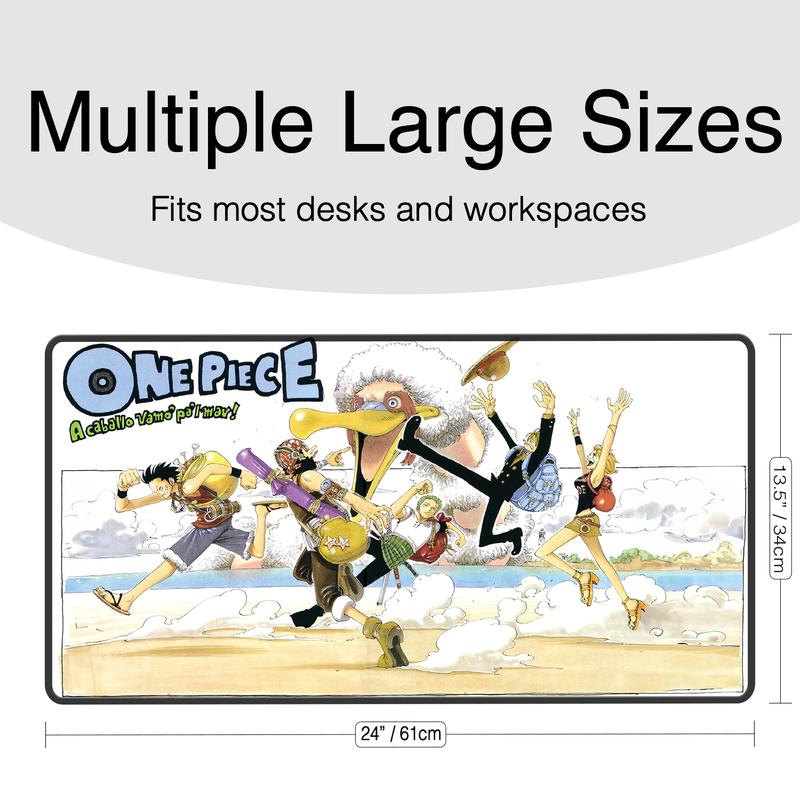 Multiple Large Sizes
Fits most desks and workspaces
ONE PIECE
A caballo Vamo' pa'l mar!
13.5” / 34cm
24” / 61cm